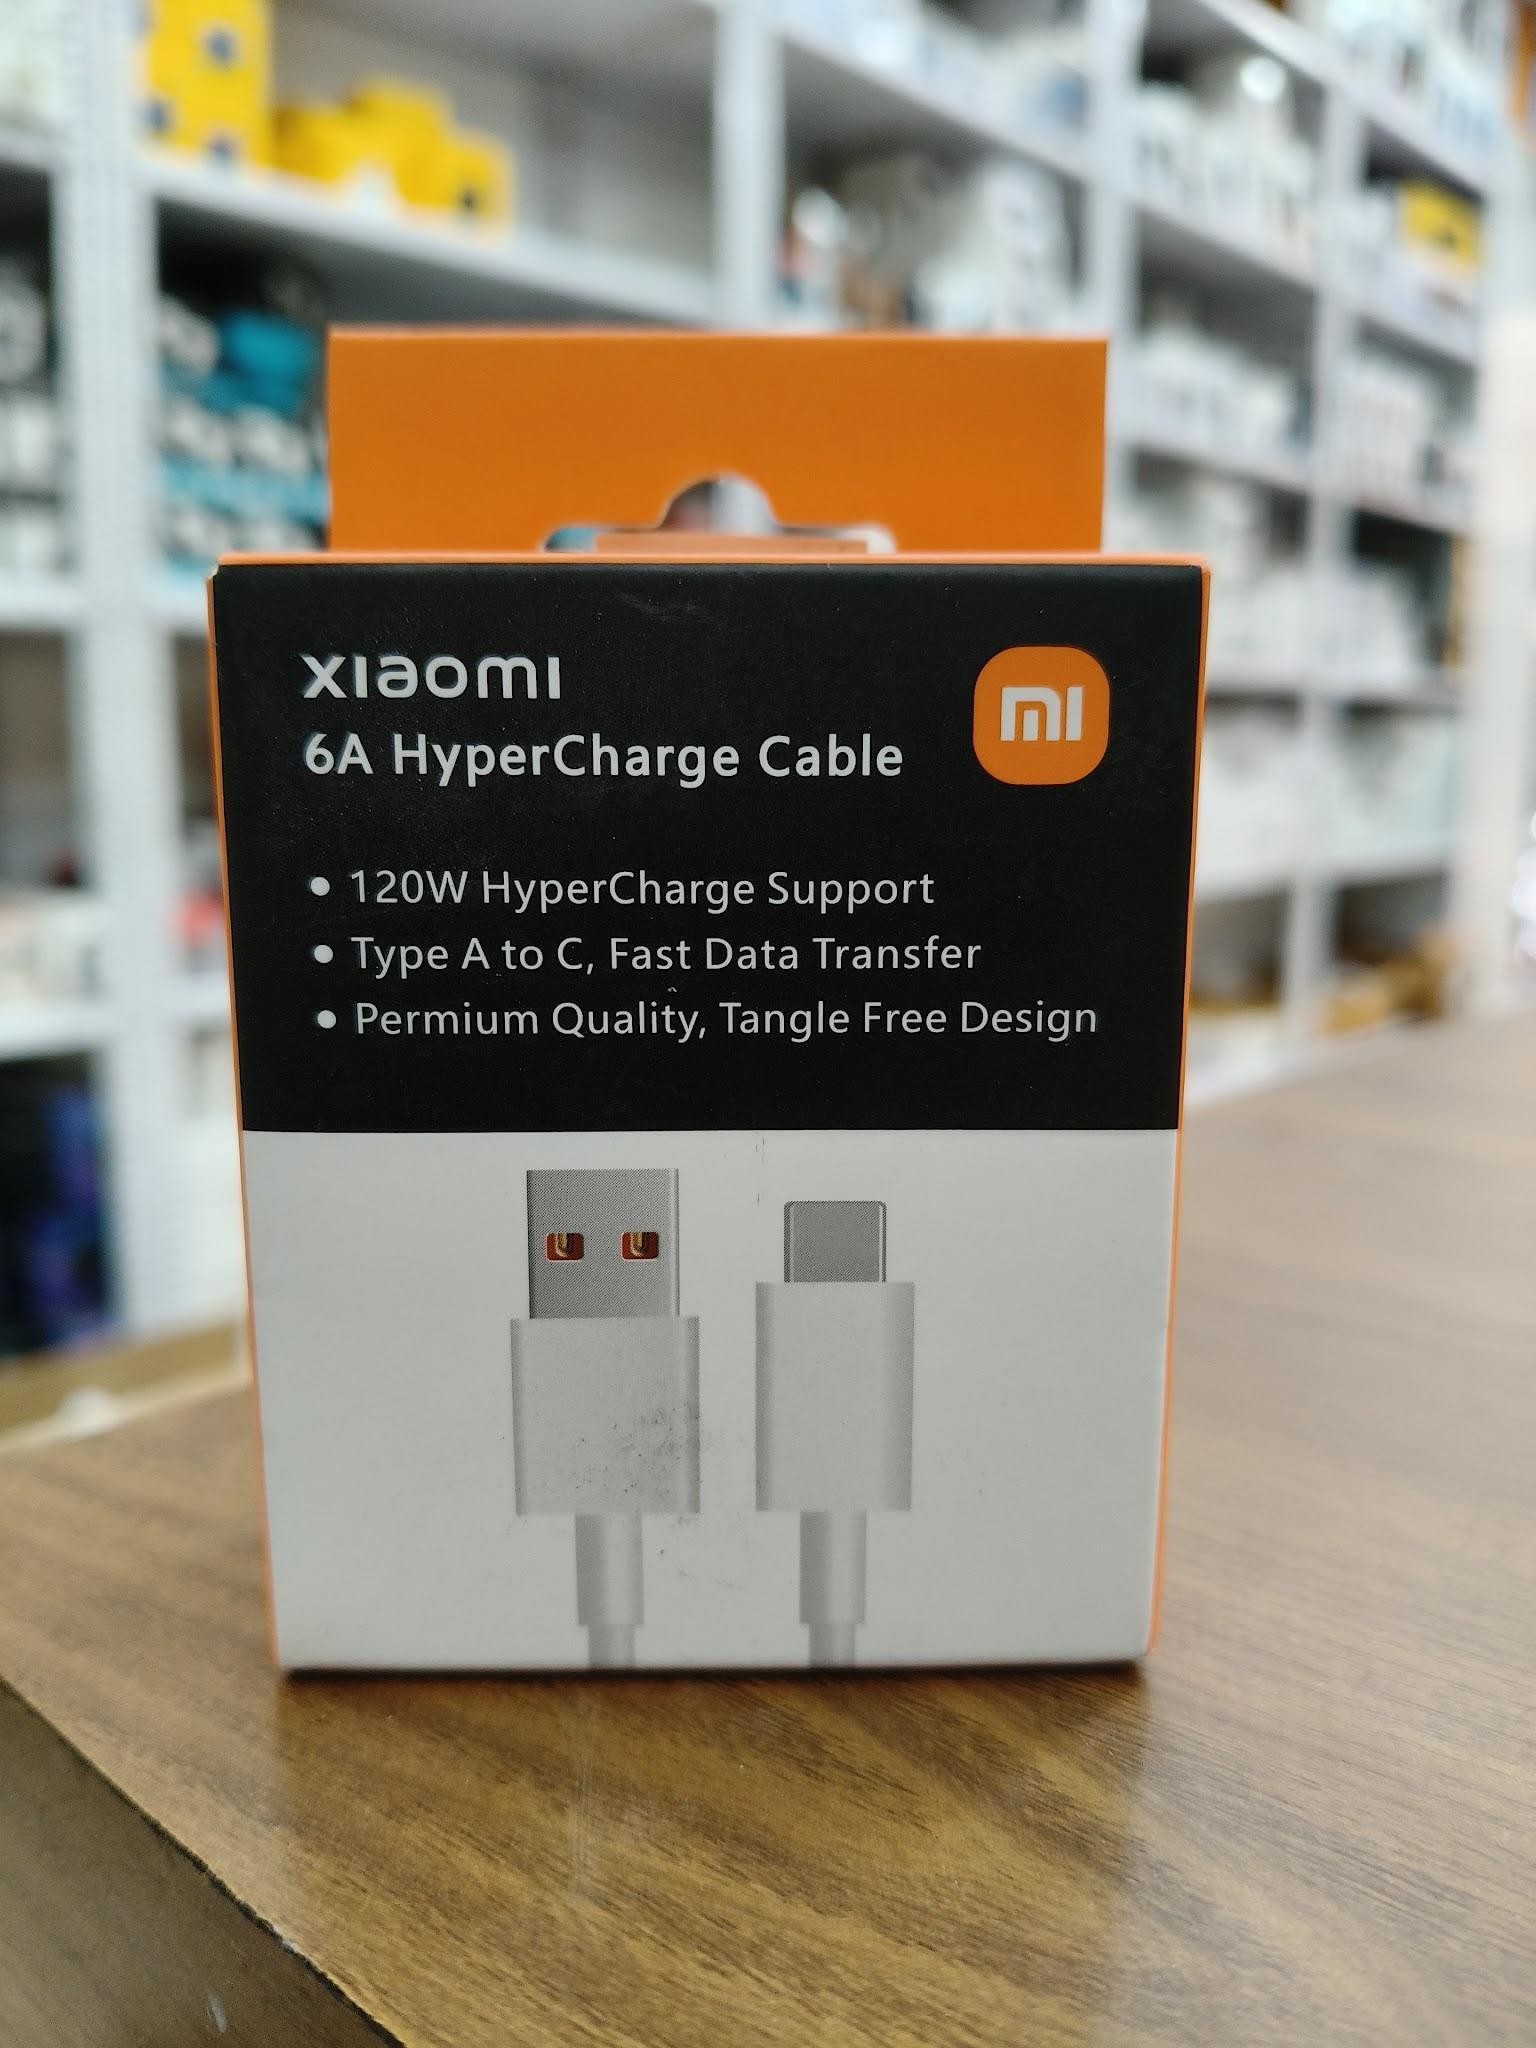 xiaomi
mi
6A HyperCharge Cable
• 120W HyperCharge Support
• Type A to C, Fast Data Transfer
• Permium Quality, Tangle Free Design